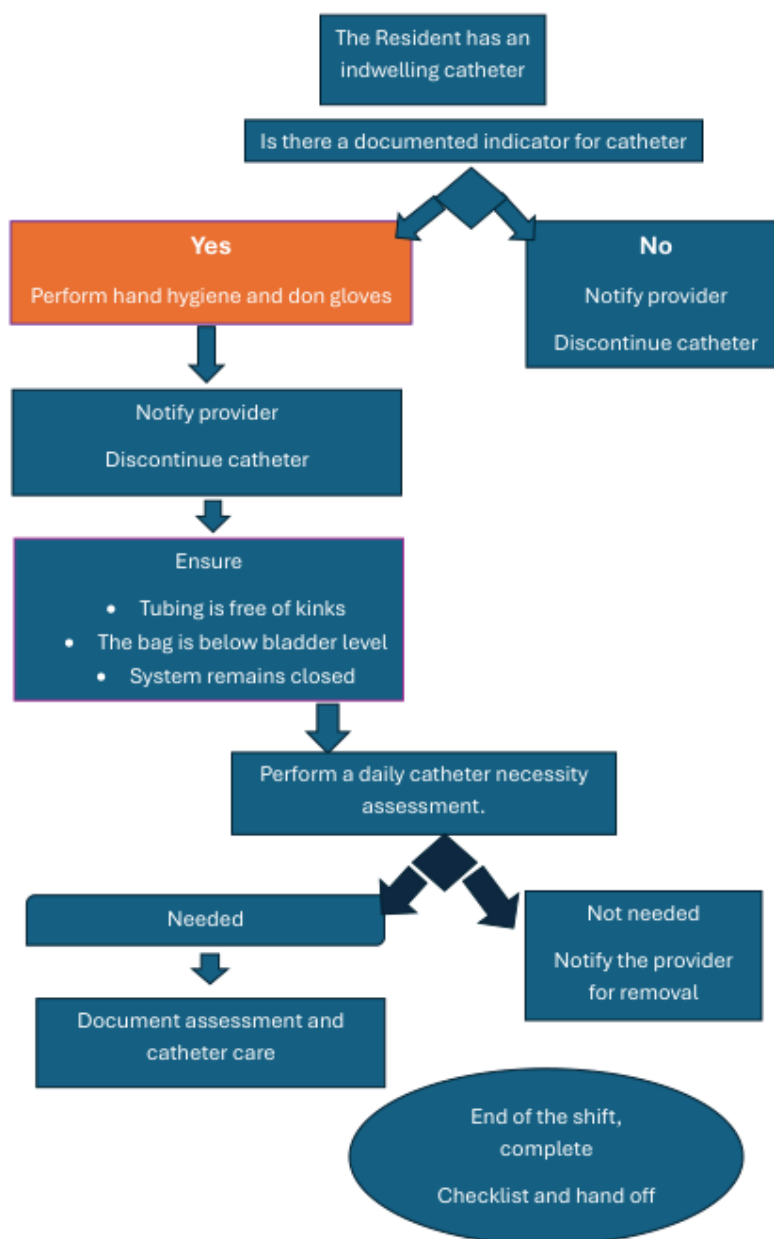 The Resident has an
indwelling catheter
Is there a documented indicator for catheter
Yes
Perform hand hygiene and don gloves
No
Notify provider
Discontinue catheter
Notify provider
Discontinue catheter
Ensure
• Tubing is free of kinks
• The bag is below bladder level
• System remains closed
Perform a daily catheter necessity
assessment.
Needed
Not needed
Notify the provider
for removal
Document assessment and
catheter care
End of the shift,
complete
Checklist and hand off